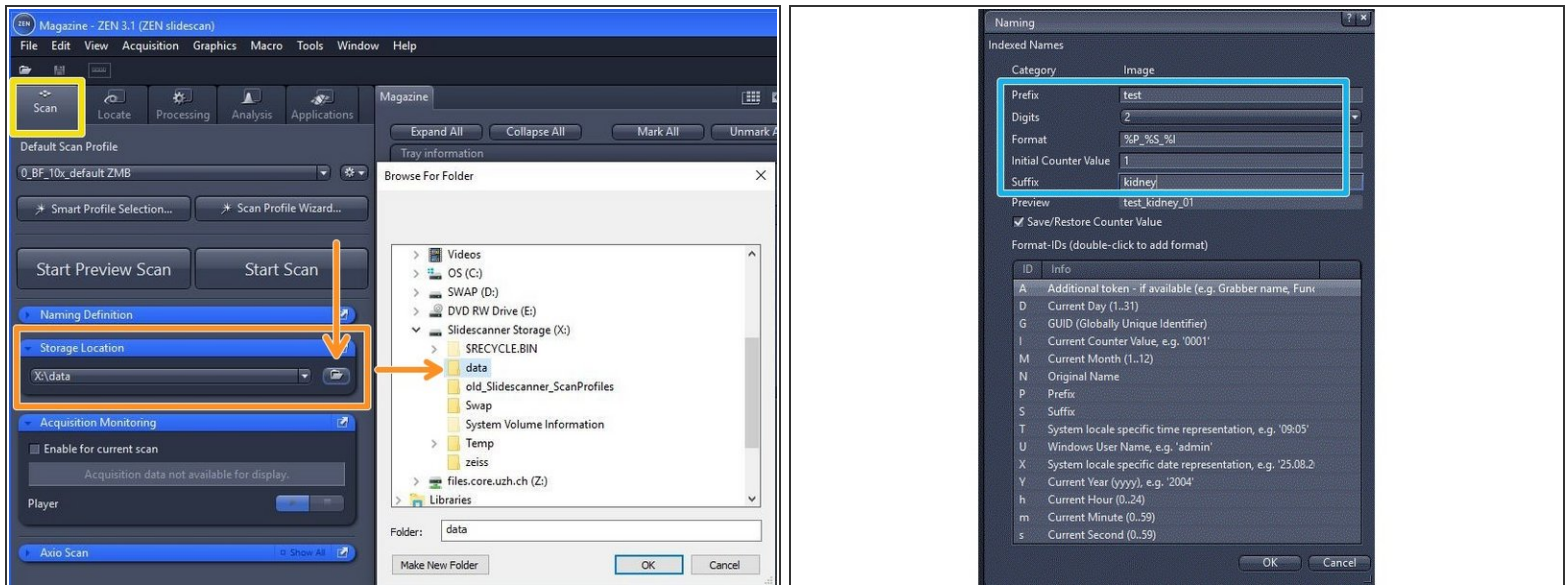 ZEN Magazine - ZEN 3.1 (ZEN slidescan)
File Edit View Acquisition Graphics Macro Tools Window Help
Scan Locate Processing Analysis Applications
Default Scan Profile
0_BF_10x_default ZMB
Smart Profile Selection... Scan Profile Wizard...
Start Preview Scan Start Scan
Naming Definition
Storage Location
X:\data
Acquisition Monitoring
Enable for current scan
Acquisition data not available for display.
Player
Axio Scan Show All
Magazine
Expand All Collapse All Mark All Unmark A
Tray information
Browse For Folder
Videos
OS (C:)
SWAP (D:)
DVD RW Drive (E:)
Slidescanner Storage (X:)
$RECYCLE.BIN
data
old_Slidescanner_ScanProfiles
Swap
System Volume Information
Temp
zeiss
files.core.uzh.ch (Z:)
Libraries
Folder: data
Make New Folder OK Cancel
Naming
Indexed Names
Category Image
Prefix test
Digits 2
Format %P_%S_%I
Initial Counter Value 1
Suffix kidney
Preview test_kidney_01
Save/Restore Counter Value
Format-IDs (double-click to add format)
ID Info
A Additional token - if available (e.g. Grabber name, Func
D Current Day (1..31)
G GUID (Globally Unique Identifier)
I Current Counter Value, e.g. '0001'
M Current Month (1..12)
N Original Name
P Prefix
S Suffix
T System locale specific time representation, e.g. '09:05'
U Windows User Name, e.g. 'admin'
X System locale specific date representation, e.g. '25.08.2
Y Current Year (yyyy), e.g. '2004'
h Current Hour (0..24)
m Current Minute (0..59)
s Current Second (0..59)
OK Cancel